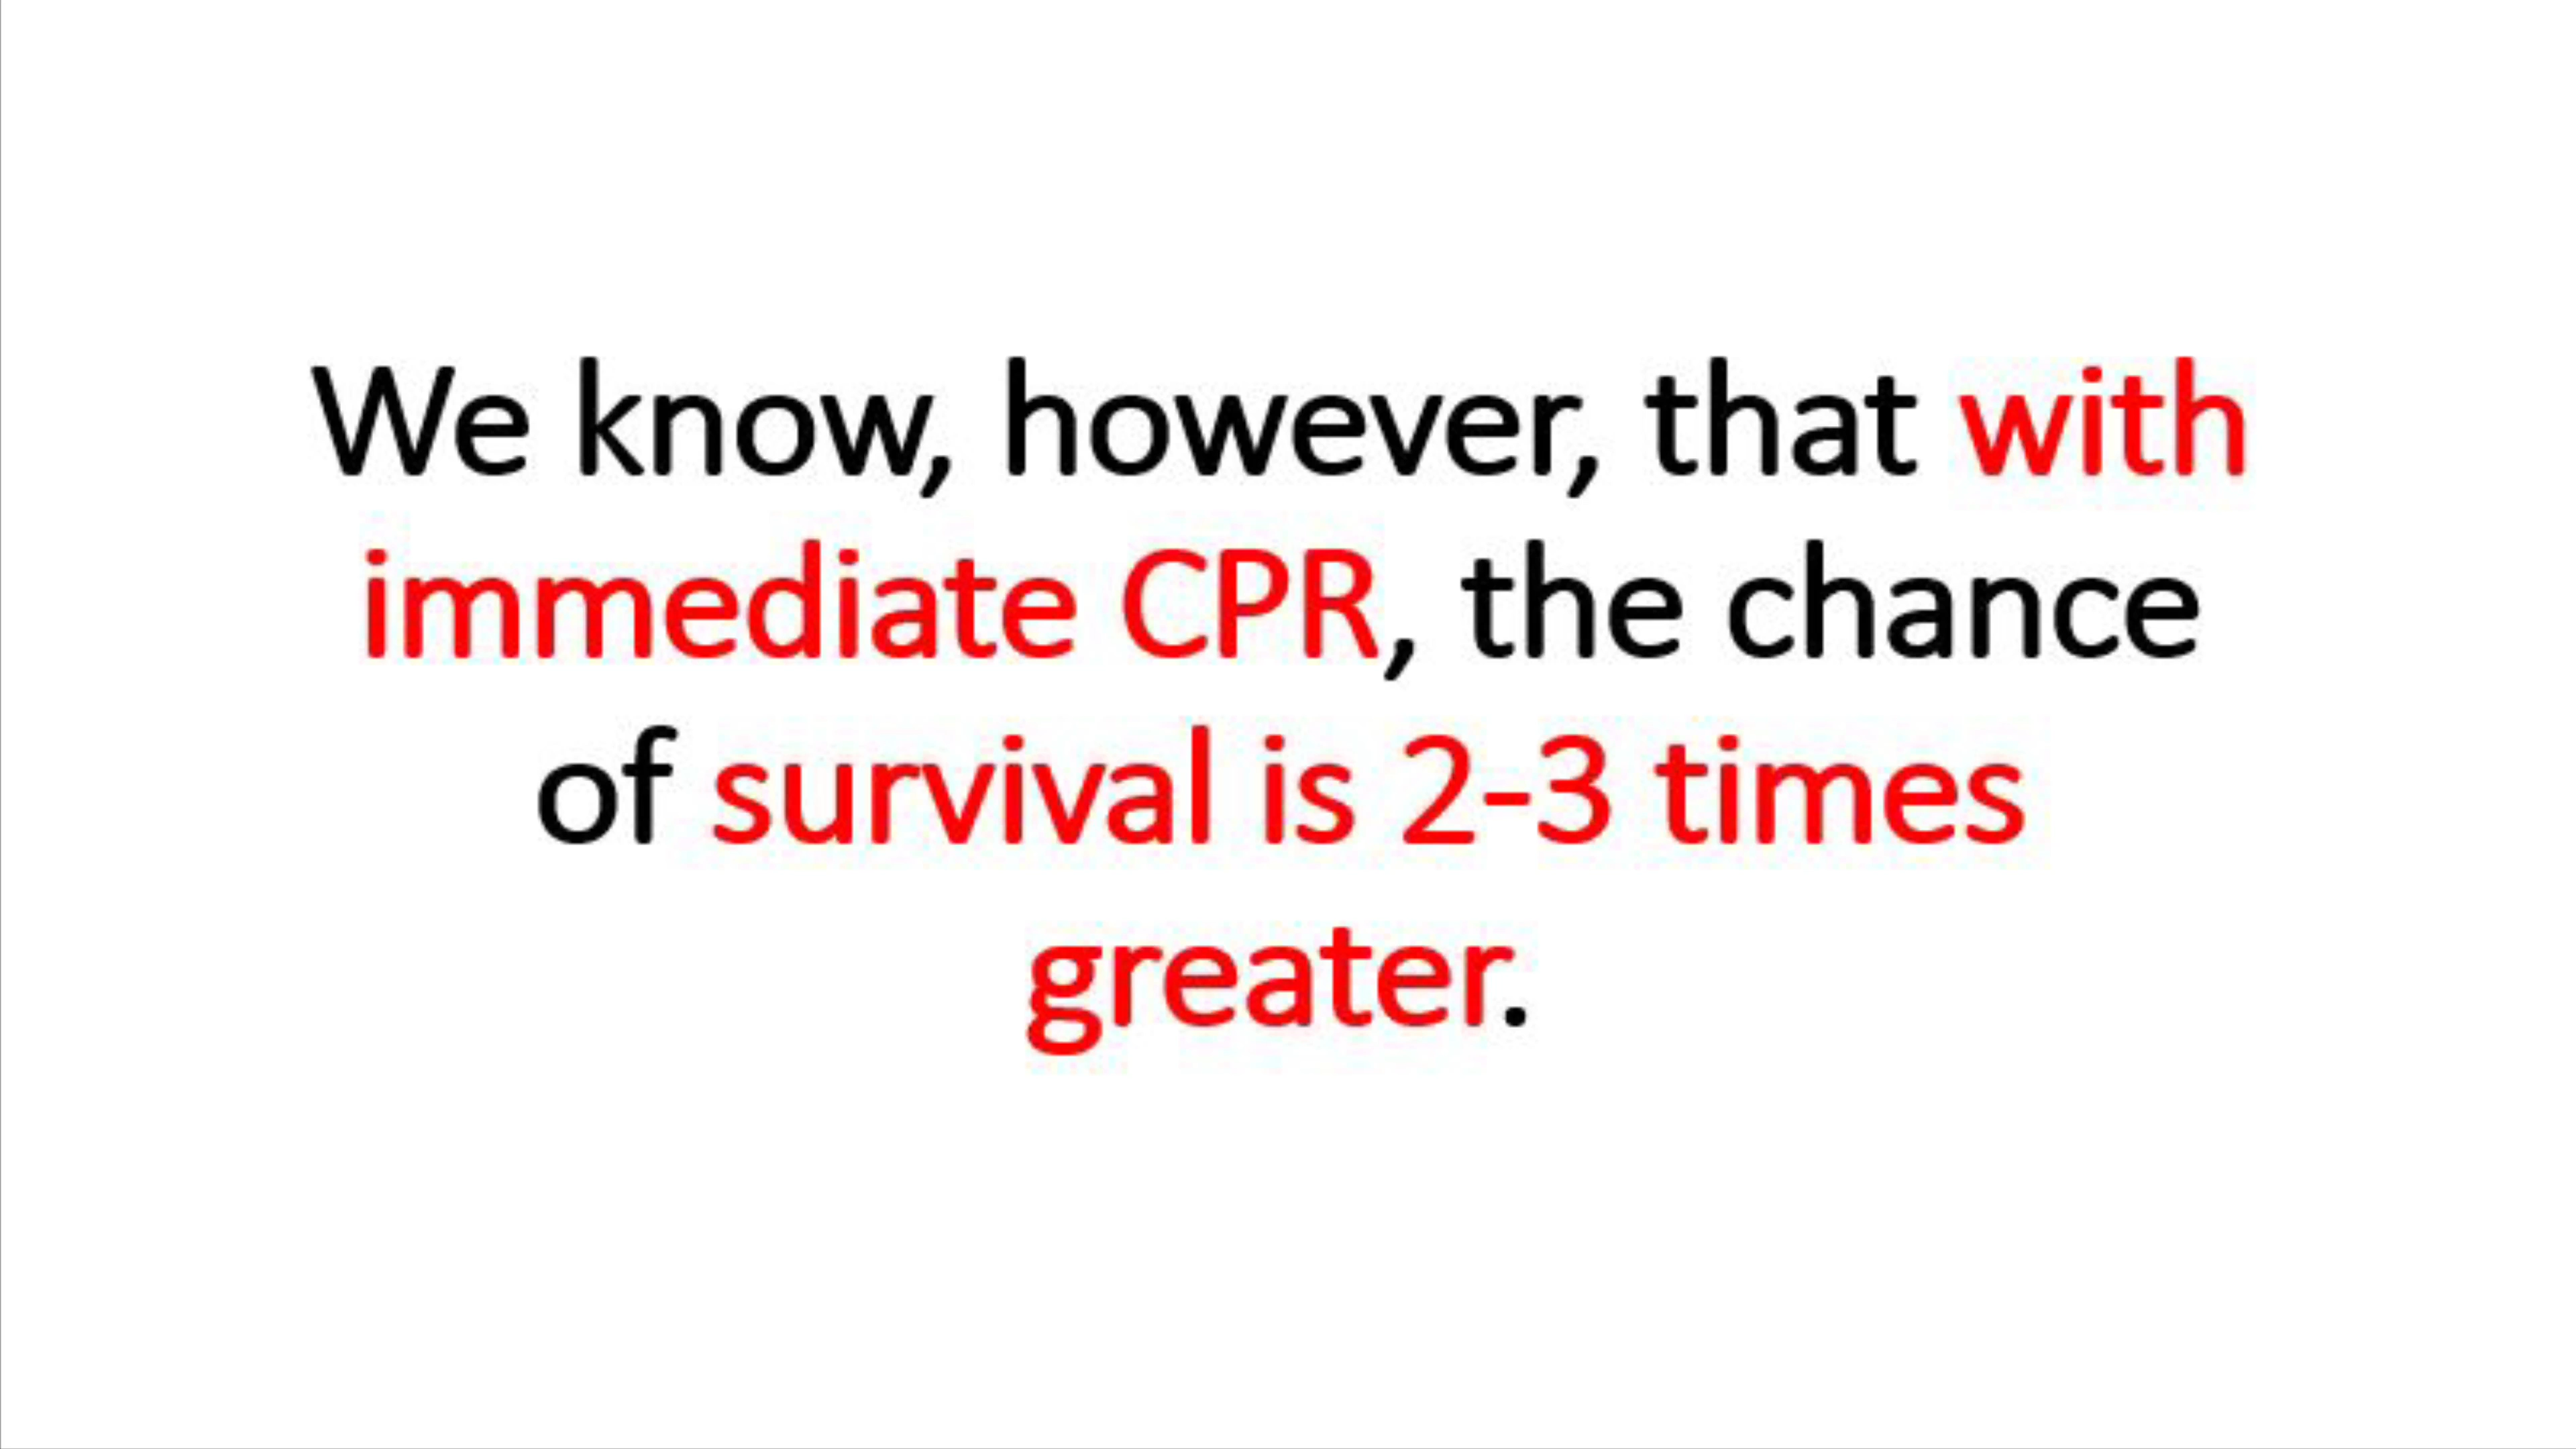 We know, however, that with
immediate CPR, the chance
of survival is 2-3 times
greater.